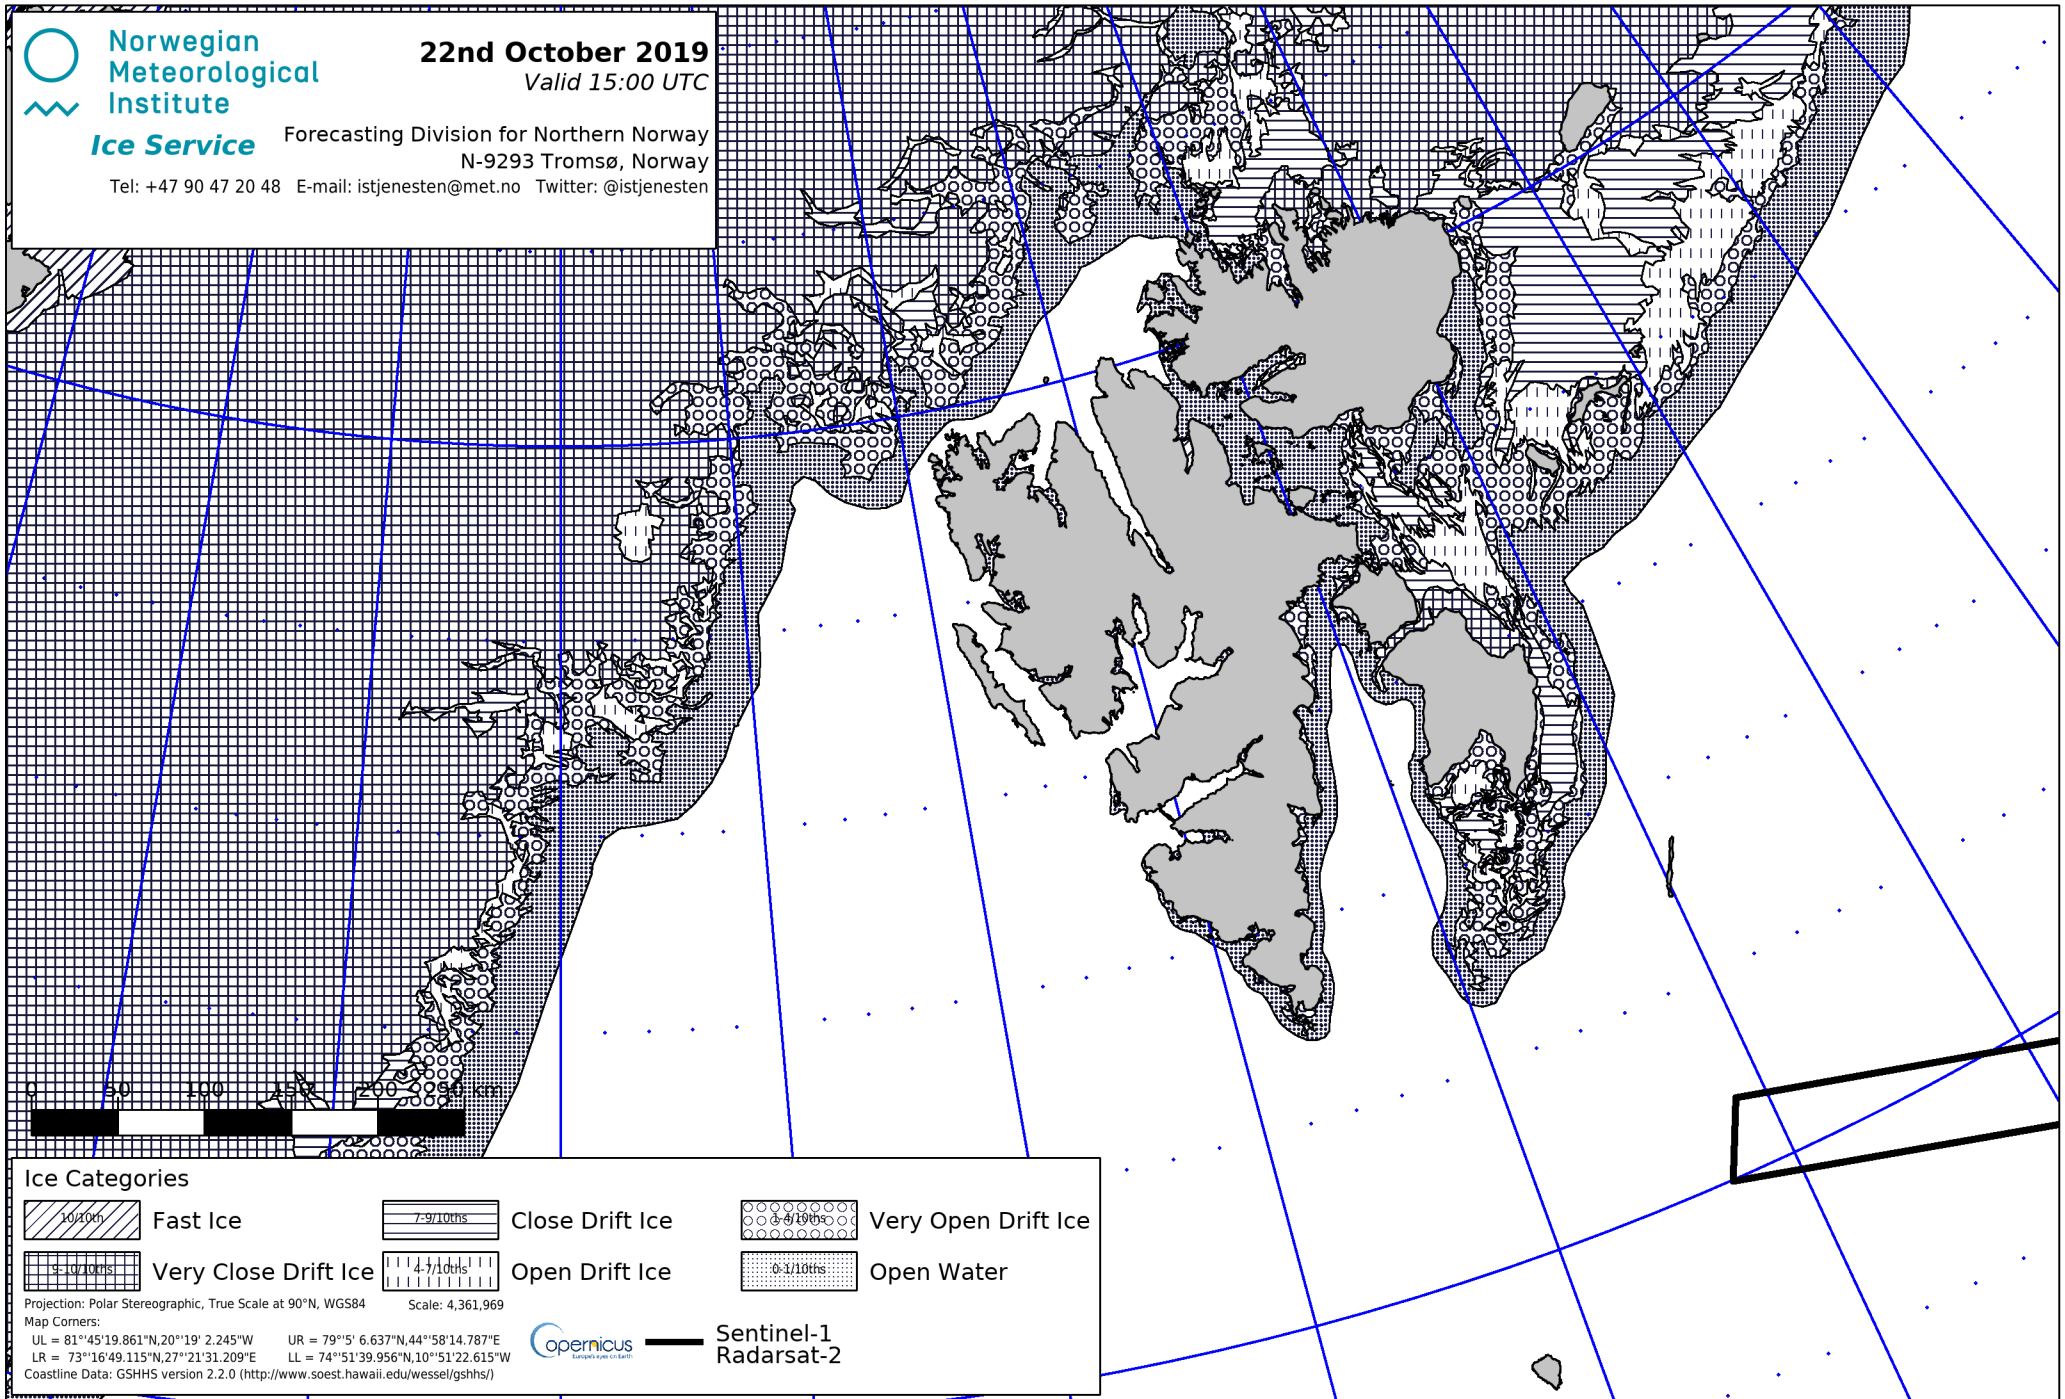 Norwegian
Meteorological
Institute
Ice Service
22nd October 2019
Valid 15:00 UTC
Forecasting Division for Northern Norway
N-9293 Tromsø, Norway
Tel: +47 90 47 20 48 E-mail: istjenesten@met.no Twitter: @istjenesten
0 50 100 150 200 250 km
Ice Categories
10/10th Fast Ice 7-9/10ths Close Drift Ice 1-4/10ths Very Open Drift Ice
9-10/10ths Very Close Drift Ice 4-7/10ths Open Drift Ice 0-1/10ths Open Water
Projection: Polar Stereographic, True Scale at 90°N, WGS84 Scale: 4,361,969
Map Corners:
UL = 81°'45'19.861"N,20°'19' 2.245"W UR = 79°'5' 6.637"N,44°'58'14.787"E
LR = 73°'16'49.115"N,27°'21'31.209"E LL = 74°'51'39.956"N,10°'51'22.615"W
Coastline Data: GSHHS version 2.2.0 (http://www.soest.hawaii.edu/wessel/gshhs/)
Copernicus
Europe's eyes on Earth
Sentinel-1
Radarsat-2